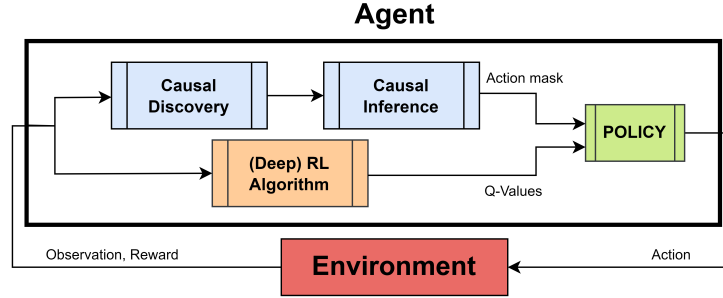 Agent
Causal
Discovery
Causal
Inference
Action mask
POLICY
(Deep) RL
Algorithm
Q-Values
Observation, Reward
Environment
Action